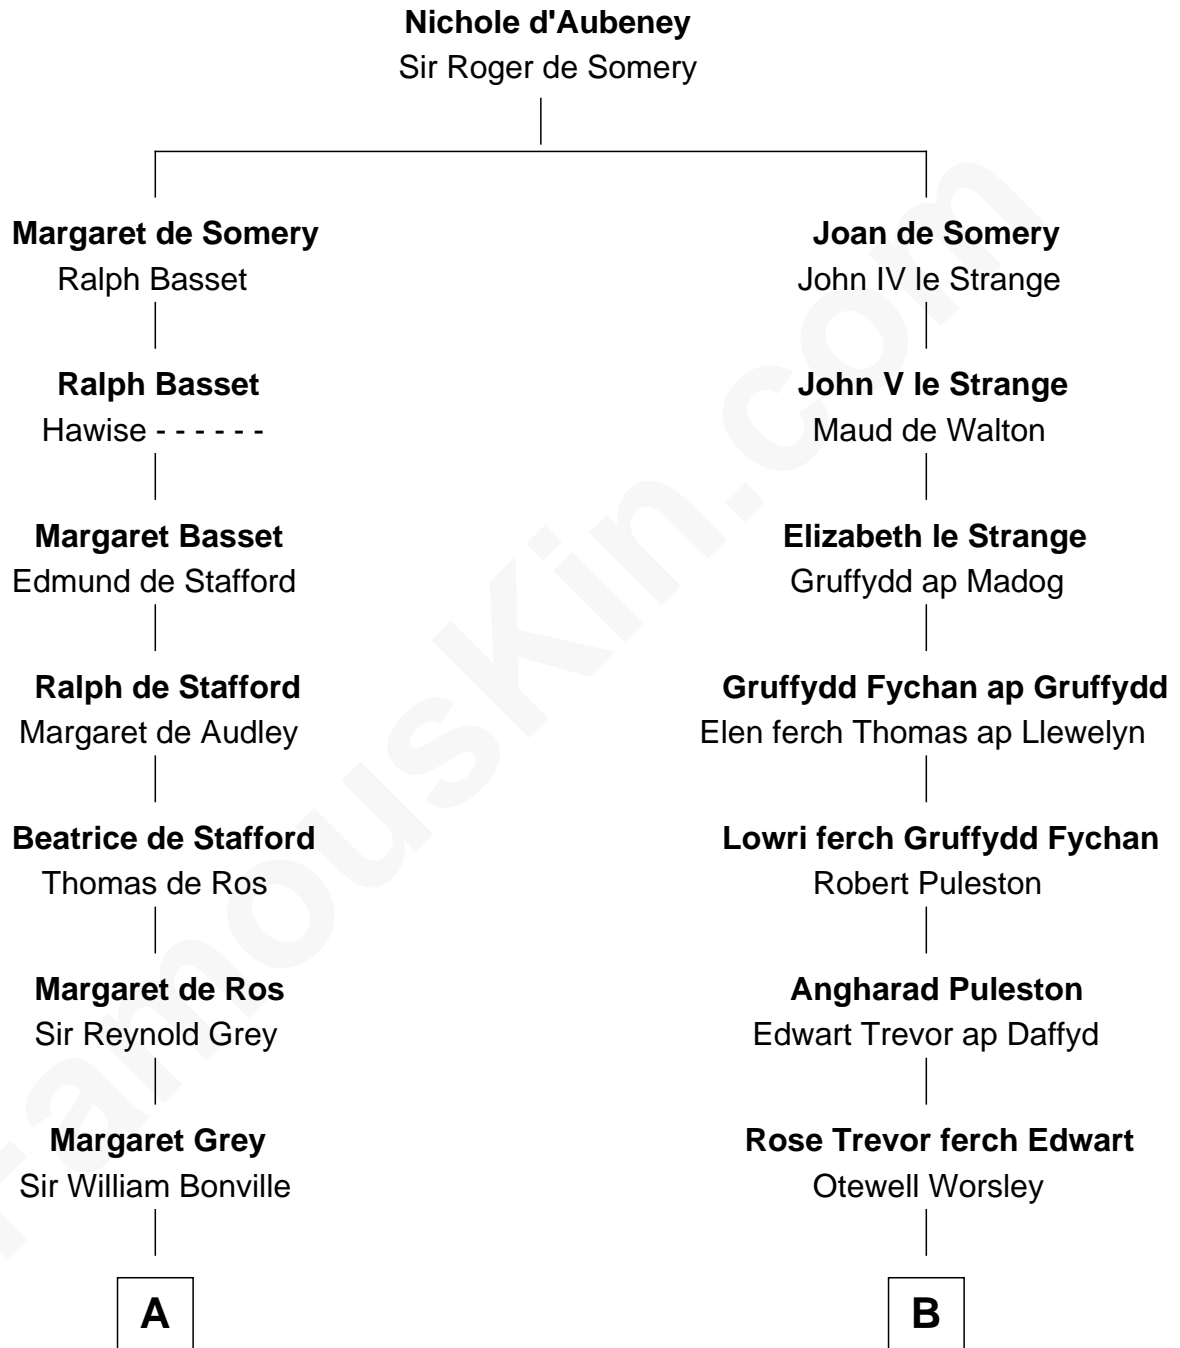 Nichole d'Aubeney
Sir Roger de Somery
Margaret de Somery
Ralph Basset
Joan de Somery
John IV le Strange
Ralph Basset
Hawise - - - - - -
John V le Strange
Maud de Walton
Margaret Basset
Edmund de Stafford
Elizabeth le Strange
Gruffydd ap Madog
Ralph de Stafford
Margaret de Audley
Gruffydd Fychan ap Gruffydd
Elen ferch Thomas ap Llewelyn
Beatrice de Stafford
Thomas de Ros
Lowri ferch Gruffydd Fychan
Robert Puleston
Margaret de Ros
Sir Reynold Grey
Angharad Puleston
Edwart Trevor ap Daffyd
Margaret Grey
Sir William Bonville
Rose Trevor ferch Edwart
Otewell Worsley
A
B
FamousKin.com